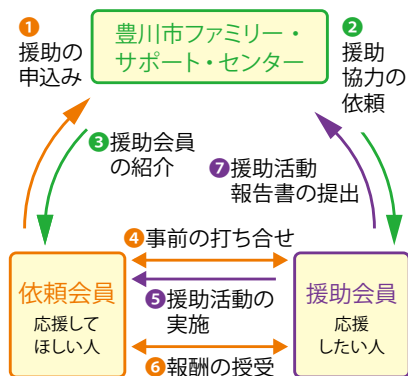 ❶
援助の
申込み
豊川市ファミリー・
サポート・センター
❷
援助
協力の
依頼
❸援助会員
の紹介
❼援助活動
報告書の提出
❹事前の打ち合せ
依頼会員
応援して
ほしい人
❺援助活動の
実施
援助会員
応援
したい人
❻報酬の授受